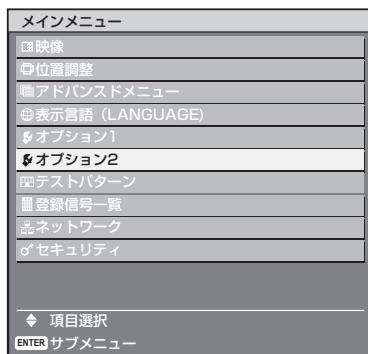 メインメニュー
映像
位置調整
アドバンスドメニュー
表示言語（LANGUAGE)
オプション1
オプション2
テストパターン
登録信号一覧
ネットワーク
セキュリティ
項目選択
ENTER サブメニュー